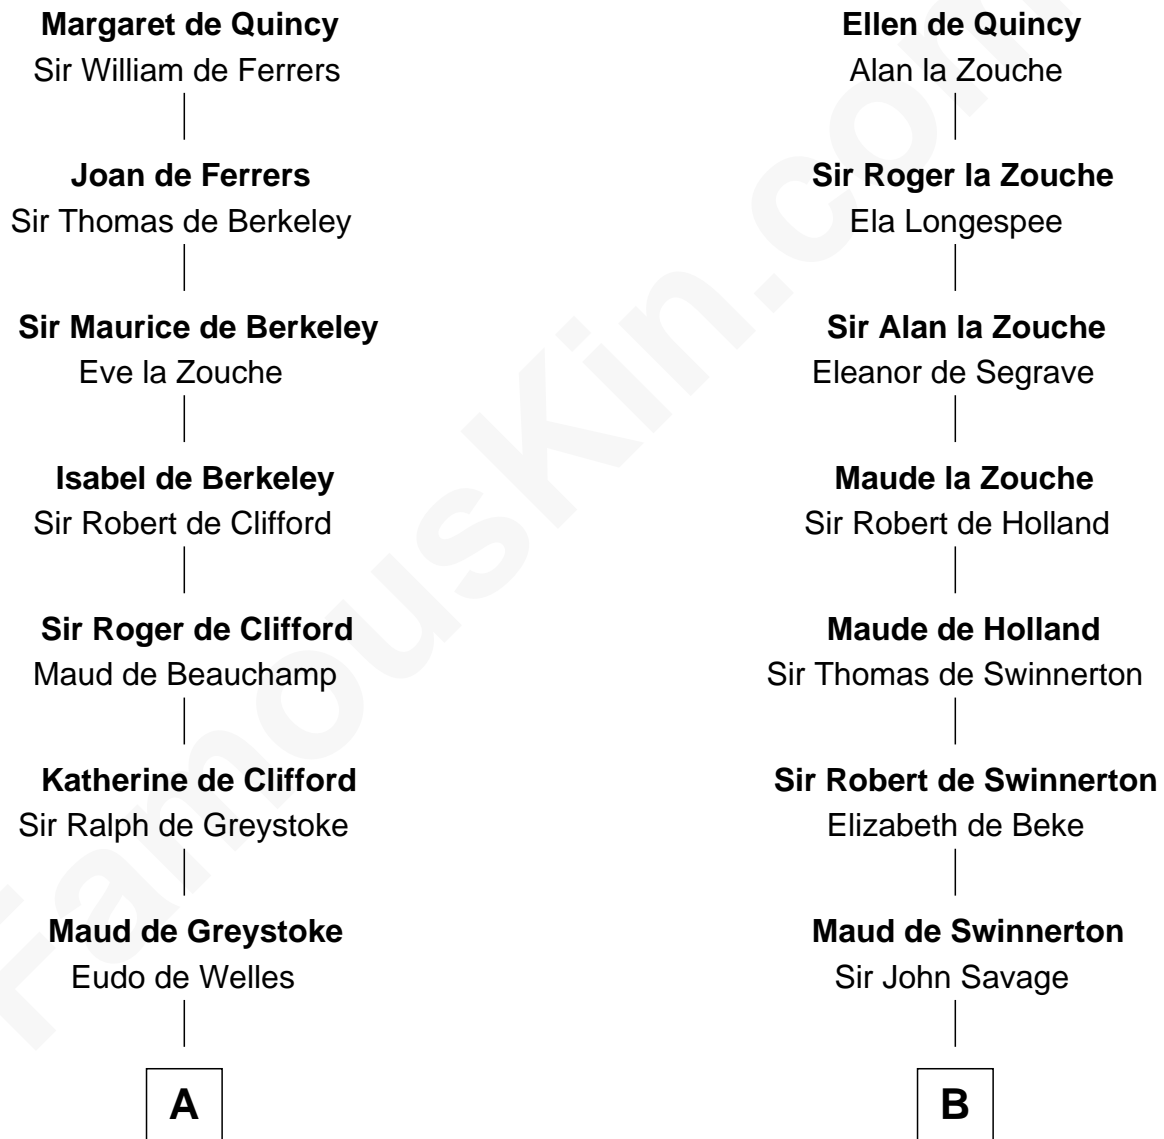 Margaret de Quincy
Sir William de Ferrers
Joan de Ferrers
Sir Thomas de Berkeley
Sir Maurice de Berkeley
Eve la Zouche
Isabel de Berkeley
Sir Robert de Clifford
Sir Roger de Clifford
Maud de Beauchamp
Katherine de Clifford
Sir Ralph de Greystoke
Maud de Greystoke
Eudo de Welles
A
Ellen de Quincy
Alan la Zouche
Sir Roger la Zouche
Ela Longespee
Sir Alan la Zouche
Eleanor de Segrave
Maude la Zouche
Sir Robert de Holland
Maude de Holland
Sir Thomas de Swinnerton
Sir Robert de Swinnerton
Elizabeth de Beke
Maud de Swinnerton
Sir John Savage
B
FamousKin.com